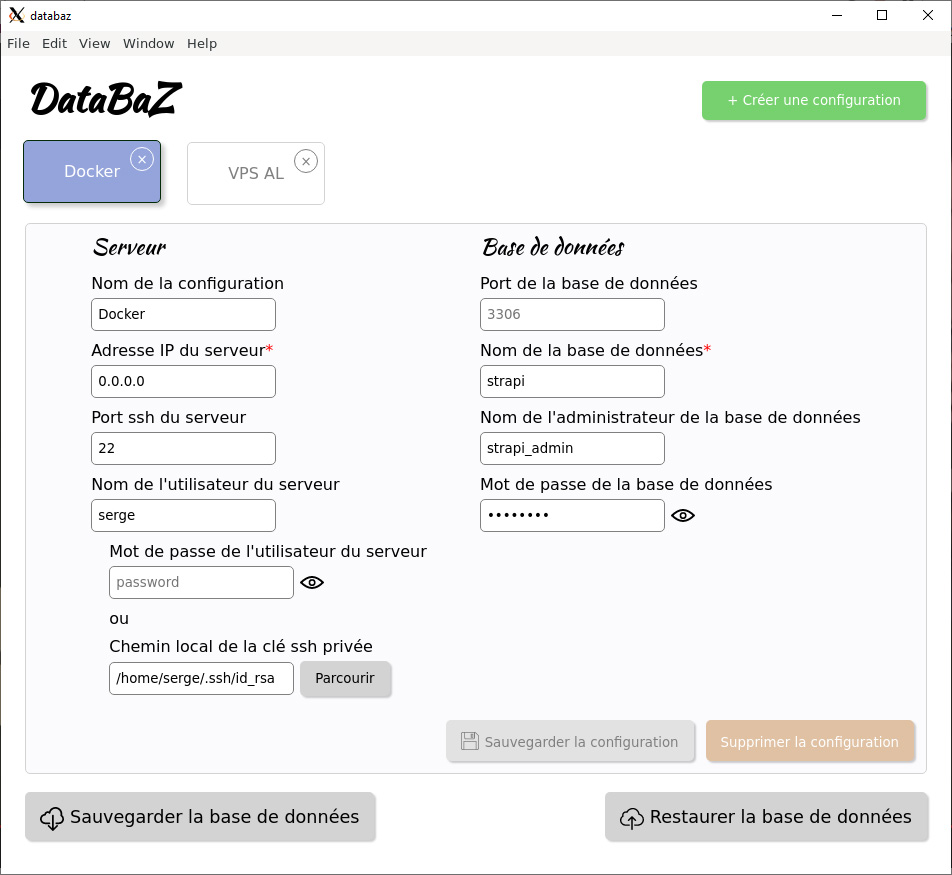 databaz
File Edit View Window Help
DataBaZ
+ Créer une configuration
Docker
VPS AL
Serveur
Nom de la configuration
Docker
Adresse IP du serveur*
0.0.0.0
Port ssh du serveur
22
Nom de l'utilisateur du serveur
serge
Mot de passe de l'utilisateur du serveur
password
ou
Chemin local de la clé ssh privée
/home/serge/.ssh/id_rsa
Parcourir
Base de données
Port de la base de données
3306
Nom de la base de données*
strapi
Nom de l'administrateur de la base de données
strapi_admin
Mot de passe de la base de données
••••••••
Sauvegarder la configuration
Supprimer la configuration
Sauvegarder la base de données
Restaurer la base de données